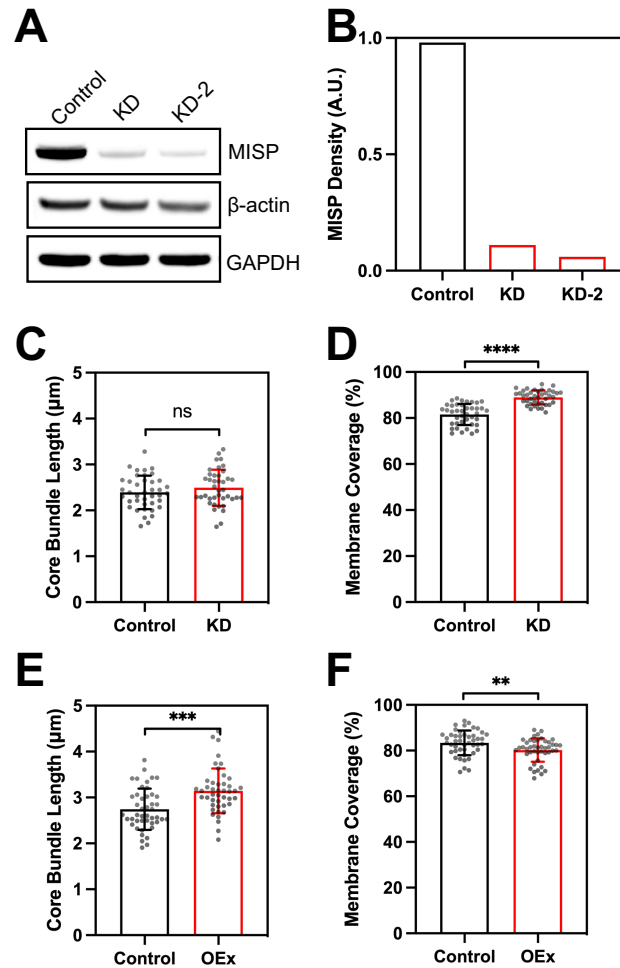 A
Control
KD
KD-2
MISP
β-actin
GAPDH
B
MISP Density (A.U.)
1.0
0.5
0.0
Control KD KD-2
C
Core Bundle Length (µm)
5
4
3
2
1
0
ns
Control KD
D
Membrane Coverage (%)
100
80
60
40
20
0
****
Control KD
E
Core Bundle Length (µm)
5
4
3
2
1
0
***
Control OEx
F
Membrane Coverage (%)
100
80
60
40
20
0
**
Control OEx